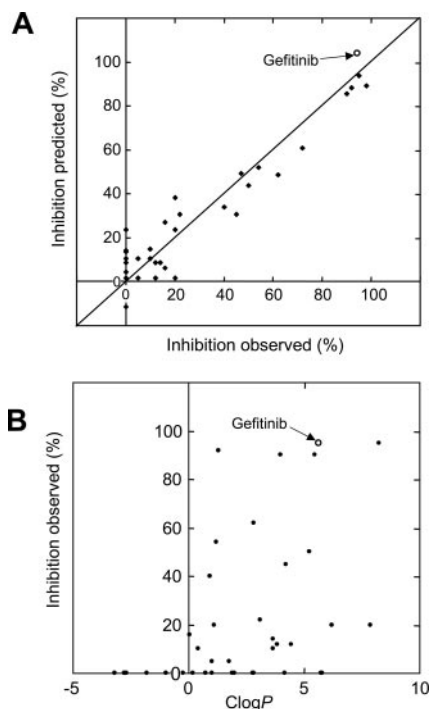 A
Inhibition predicted (%)
Gefitinib
100
80
60
40
20
0
0 20 40 60 80 100
Inhibition observed (%)
B
Inhibition observed (%)
Gefitinib
100
80
60
40
20
0
-5 0 5 10
ClogP